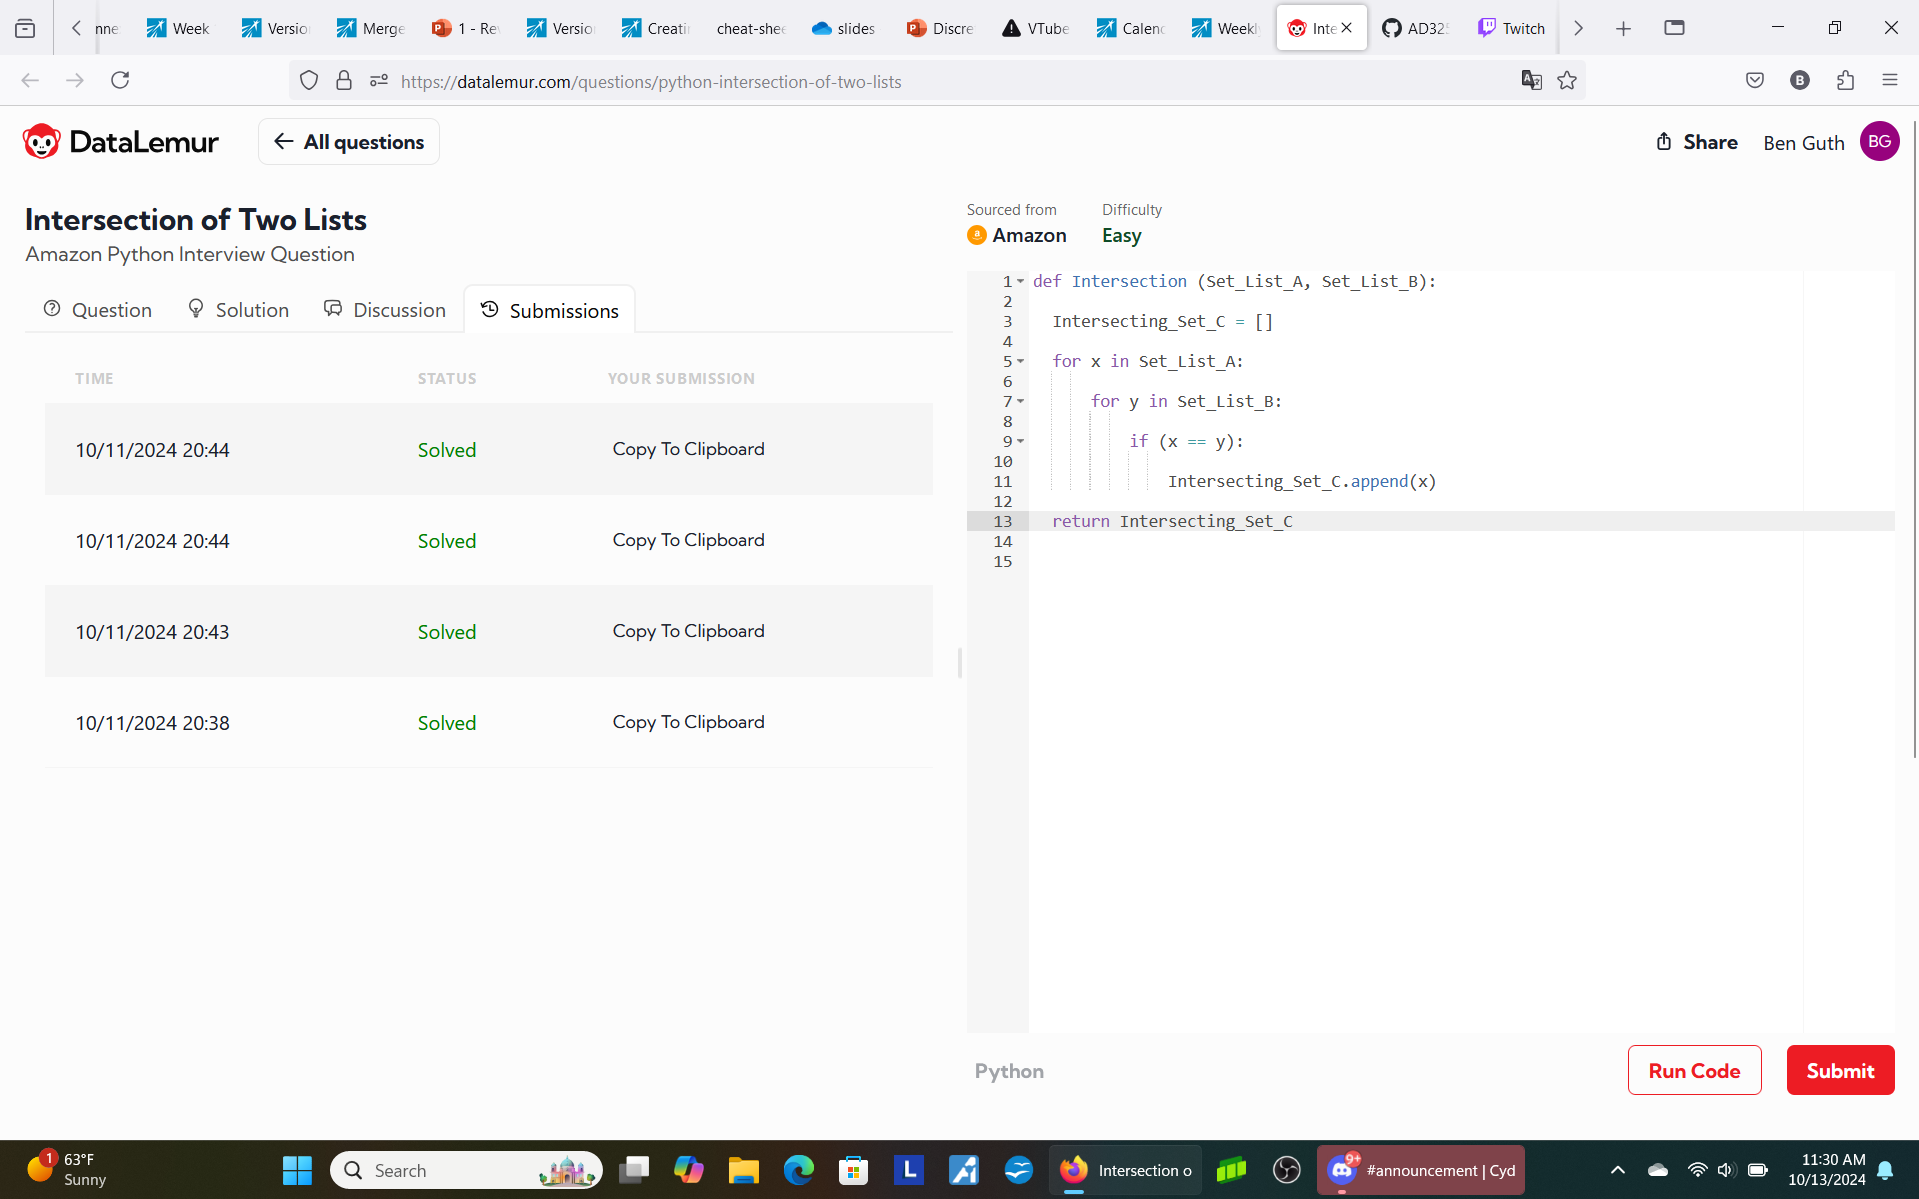 nne
Week
Versio
Merge
1 - Re
Versio
Creatin
cheat-shee
slides
Discre
VTube
Calend
Weekl
Inte
AD325
Twitch
https://datalemur.com/questions/python-intersection-of-two-lists
B
DataLemur
All questions
Share
Ben Guth
BG
Intersection of Two Lists
Amazon Python Interview Question
Question
Solution
Discussion
Submissions
TIME STATUS YOUR SUBMISSION
10/11/2024 20:44 Solved Copy To Clipboard
10/11/2024 20:44 Solved Copy To Clipboard
10/11/2024 20:43 Solved Copy To Clipboard
10/11/2024 20:38 Solved Copy To Clipboard
Sourced from Difficulty
Amazon Easy
1 def Intersection (Set_List_A, Set_List_B):
2
3 Intersecting_Set_C = []
4
5 for x in Set_List_A:
6
7 for y in Set_List_B:
8
9 if (x == y):
10
11 Intersecting_Set_C.append(x)
12
13 return Intersecting_Set_C
14
15
Python
Run Code
Submit
1
63°F
Sunny
Search
L
Intersection o
9+
#announcement | Cyd
11:30 AM
10/13/2024